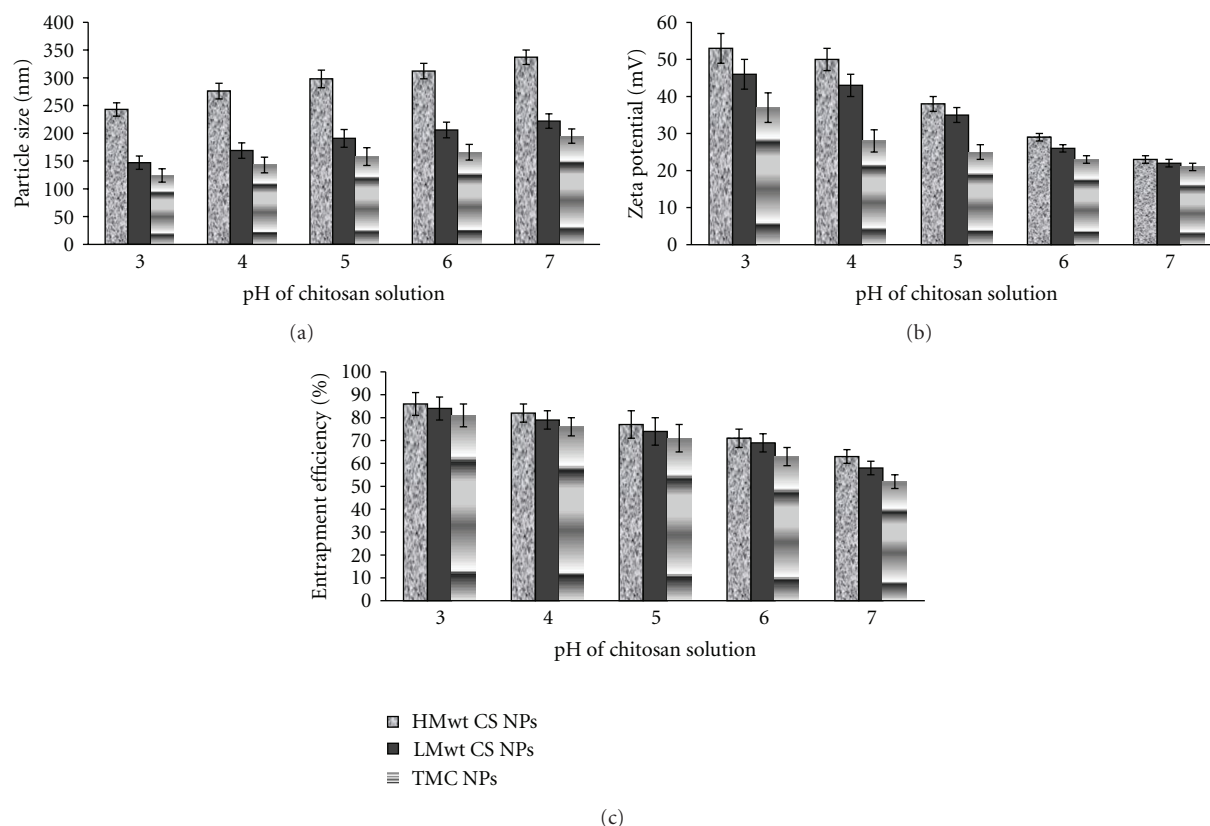 400
350
300
250
200
150
100
50
0
Particle size (nm)
3 4 5 6 7
pH of chitosan solution
(a)
60
50
40
30
20
10
0
Zeta potential (mV)
3 4 5 6 7
pH of chitosan solution
(b)
100
90
80
70
60
50
40
30
20
10
0
Entrapment efficiency (%)
3 4 5 6 7
pH of chitosan solution
HMwt CS NPs
LMwt CS NPs
TMC NPs
(c)